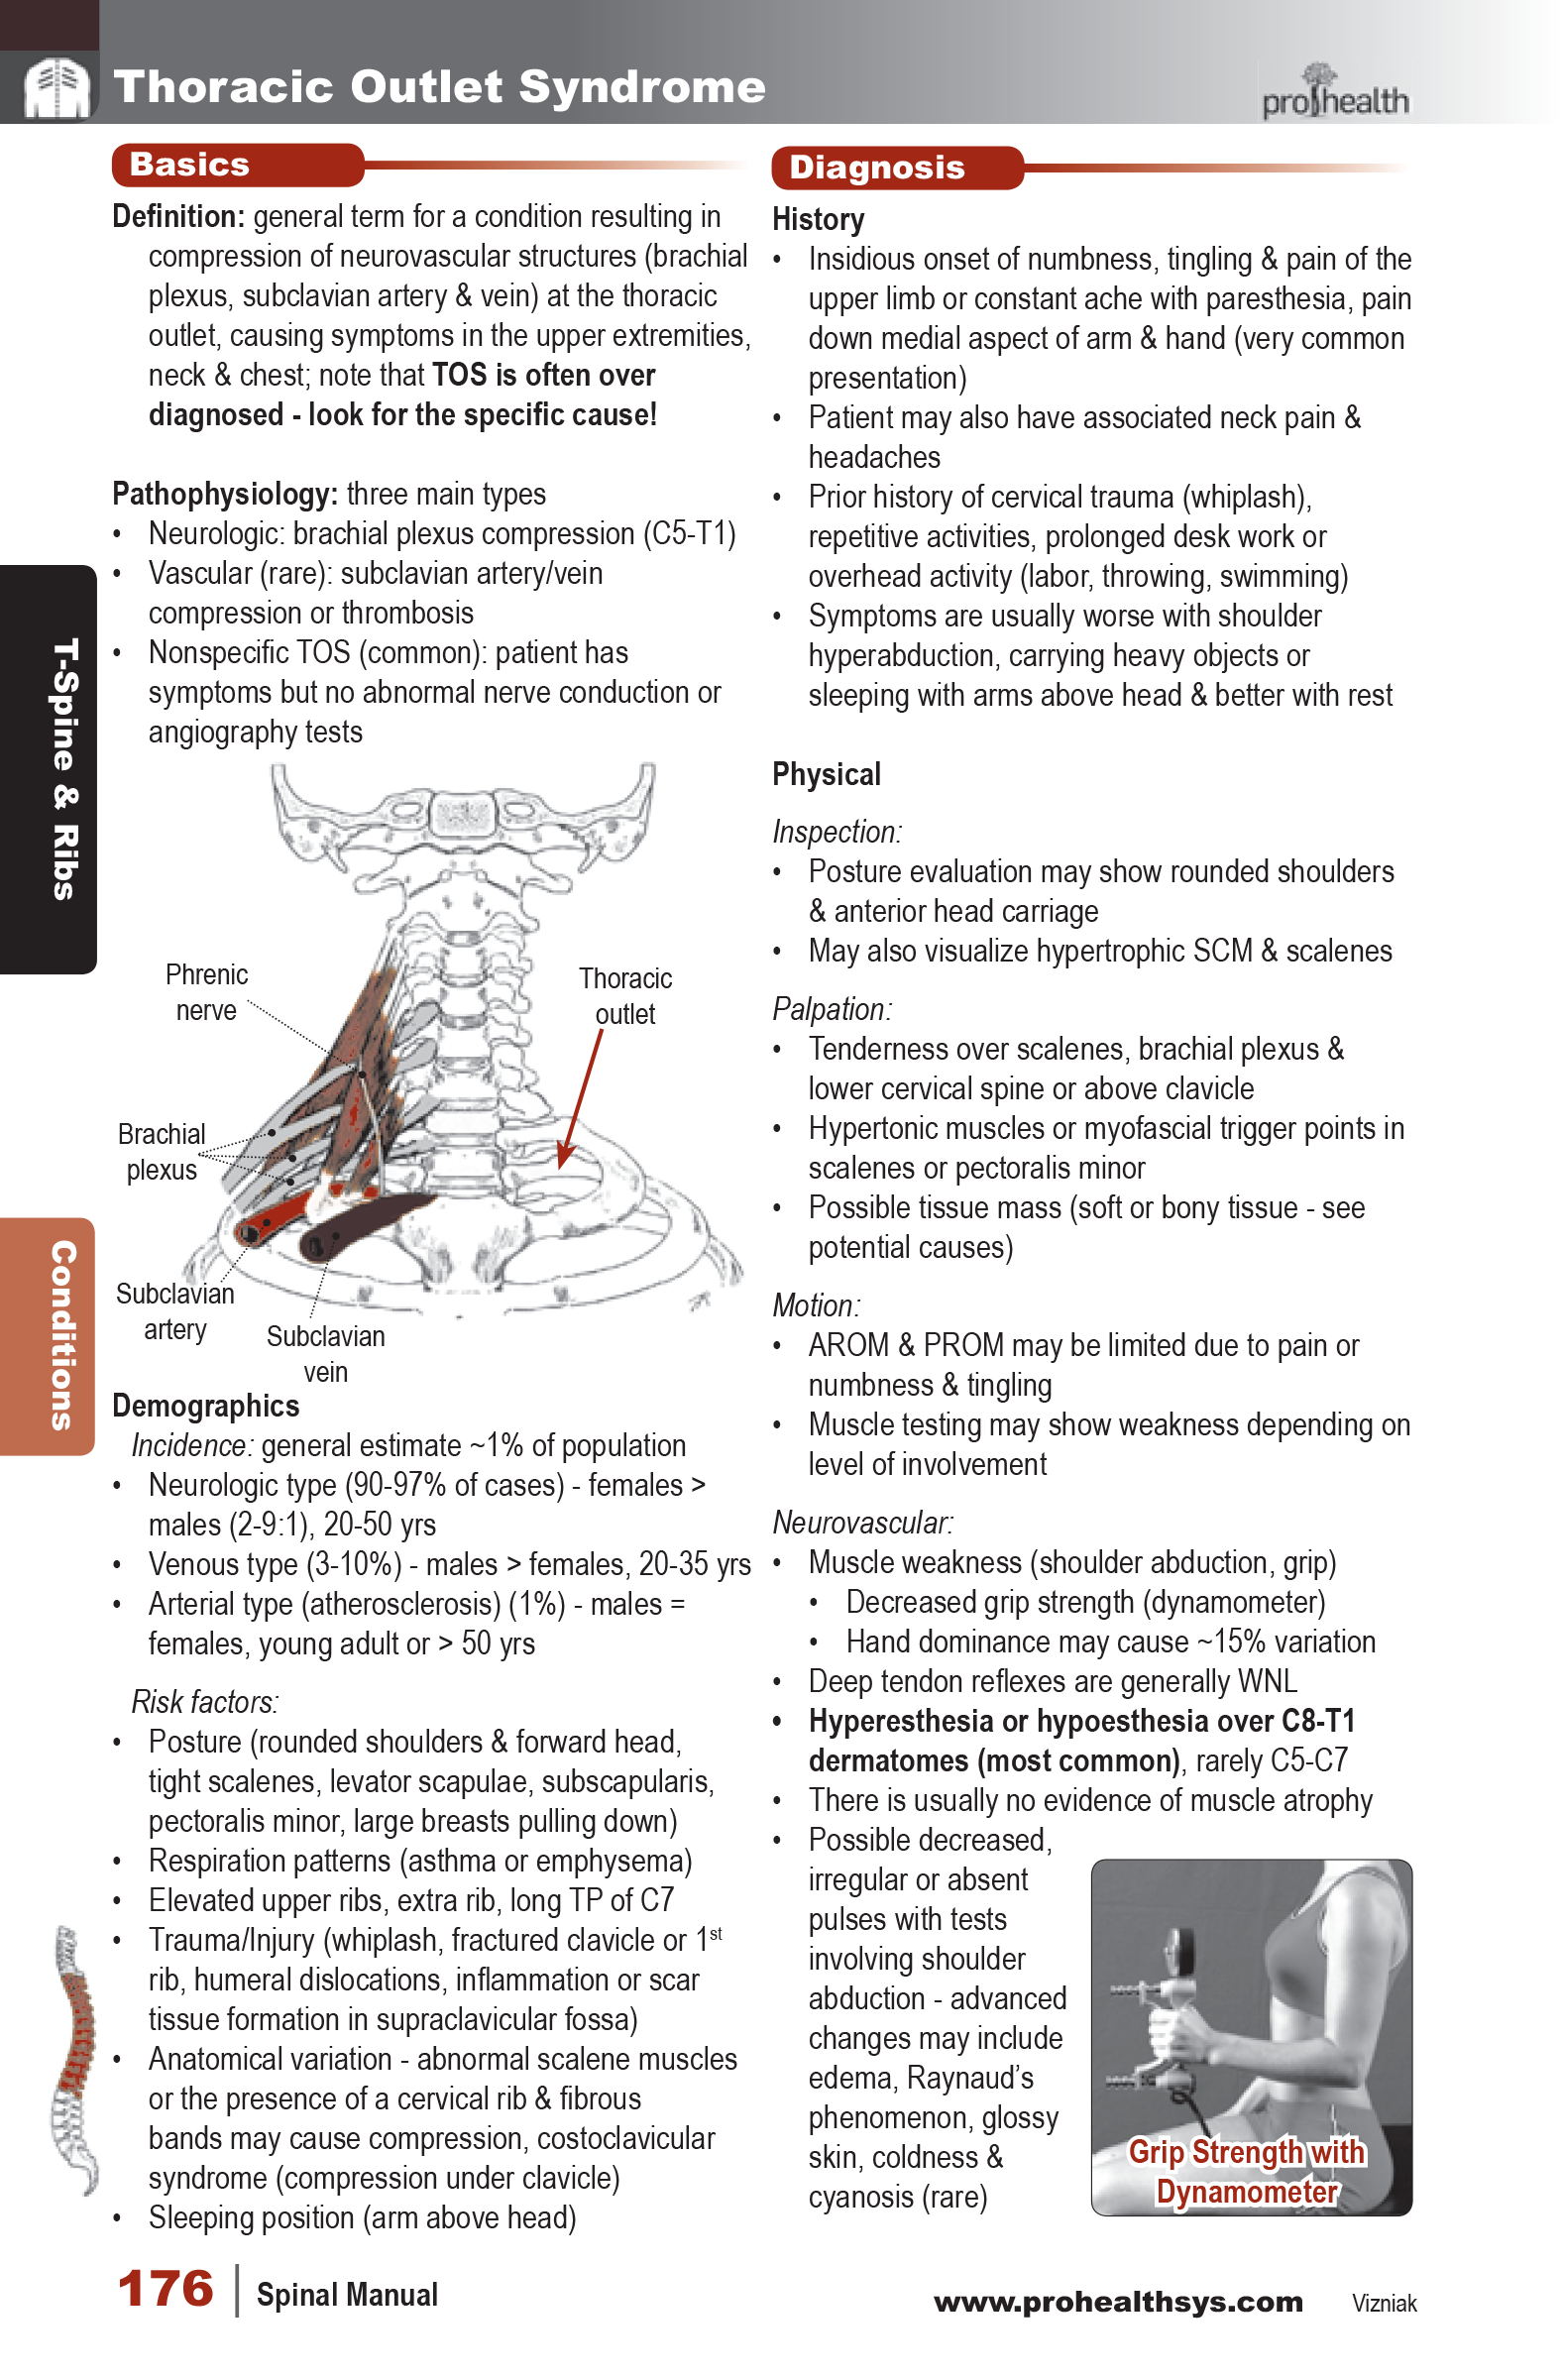 Thoracic Outlet Syndrome
prohealth
Basics
Definition: general term for a condition resulting in
compression of neurovascular structures (brachial
plexus, subclavian artery & vein) at the thoracic
outlet, causing symptoms in the upper extremities,
neck & chest; note that TOS is often over
diagnosed - look for the specific cause!
Pathophysiology: three main types
• Neurologic: brachial plexus compression (C5-T1)
• Vascular (rare): subclavian artery/vein
compression or thrombosis
• Nonspecific TOS (common): patient has
symptoms but no abnormal nerve conduction or
angiography tests
Phrenic
nerve
Thoracic
outlet
Brachial
plexus
Subclavian
artery
Subclavian
vein
Demographics
Incidence: general estimate ~1% of population
• Neurologic type (90-97% of cases) - females >
males (2-9:1), 20-50 yrs
• Venous type (3-10%) - males > females, 20-35 yrs
• Arterial type (atherosclerosis) (1%) - males =
females, young adult or > 50 yrs
Risk factors:
• Posture (rounded shoulders & forward head,
tight scalenes, levator scapulae, subscapularis,
pectoralis minor, large breasts pulling down)
• Respiration patterns (asthma or emphysema)
• Elevated upper ribs, extra rib, long TP of C7
• Trauma/Injury (whiplash, fractured clavicle or 1st
rib, humeral dislocations, inflammation or scar
tissue formation in supraclavicular fossa)
• Anatomical variation - abnormal scalene muscles
or the presence of a cervical rib & fibrous
bands may cause compression, costoclavicular
syndrome (compression under clavicle)
• Sleeping position (arm above head)
Diagnosis
History
• Insidious onset of numbness, tingling & pain of the
upper limb or constant ache with paresthesia, pain
down medial aspect of arm & hand (very common
presentation)
• Patient may also have associated neck pain &
headaches
• Prior history of cervical trauma (whiplash),
repetitive activities, prolonged desk work or
overhead activity (labor, throwing, swimming)
• Symptoms are usually worse with shoulder
hyperabduction, carrying heavy objects or
sleeping with arms above head & better with rest
Physical
Inspection:
• Posture evaluation may show rounded shoulders
& anterior head carriage
• May also visualize hypertrophic SCM & scalenes
Palpation:
• Tenderness over scalenes, brachial plexus &
lower cervical spine or above clavicle
• Hypertonic muscles or myofascial trigger points in
scalenes or pectoralis minor
• Possible tissue mass (soft or bony tissue - see
potential causes)
Motion:
• AROM & PROM may be limited due to pain or
numbness & tingling
• Muscle testing may show weakness depending on
level of involvement
Neurovascular:
• Muscle weakness (shoulder abduction, grip)
• Decreased grip strength (dynamometer)
• Hand dominance may cause ~15% variation
• Deep tendon reflexes are generally WNL
• Hyperesthesia or hypoesthesia over C8-T1
dermatomes (most common), rarely C5-C7
• There is usually no evidence of muscle atrophy
• Possible decreased,
irregular or absent
pulses with tests
involving shoulder
abduction - advanced
changes may include
edema, Raynaud's
phenomenon, glossy
skin, coldness &
cyanosis (rare)
Grip Strength with
Dynamometer
T-Spine & Ribs
Conditions
176 | Spinal Manual
www.prohealthsys.com Vizniak